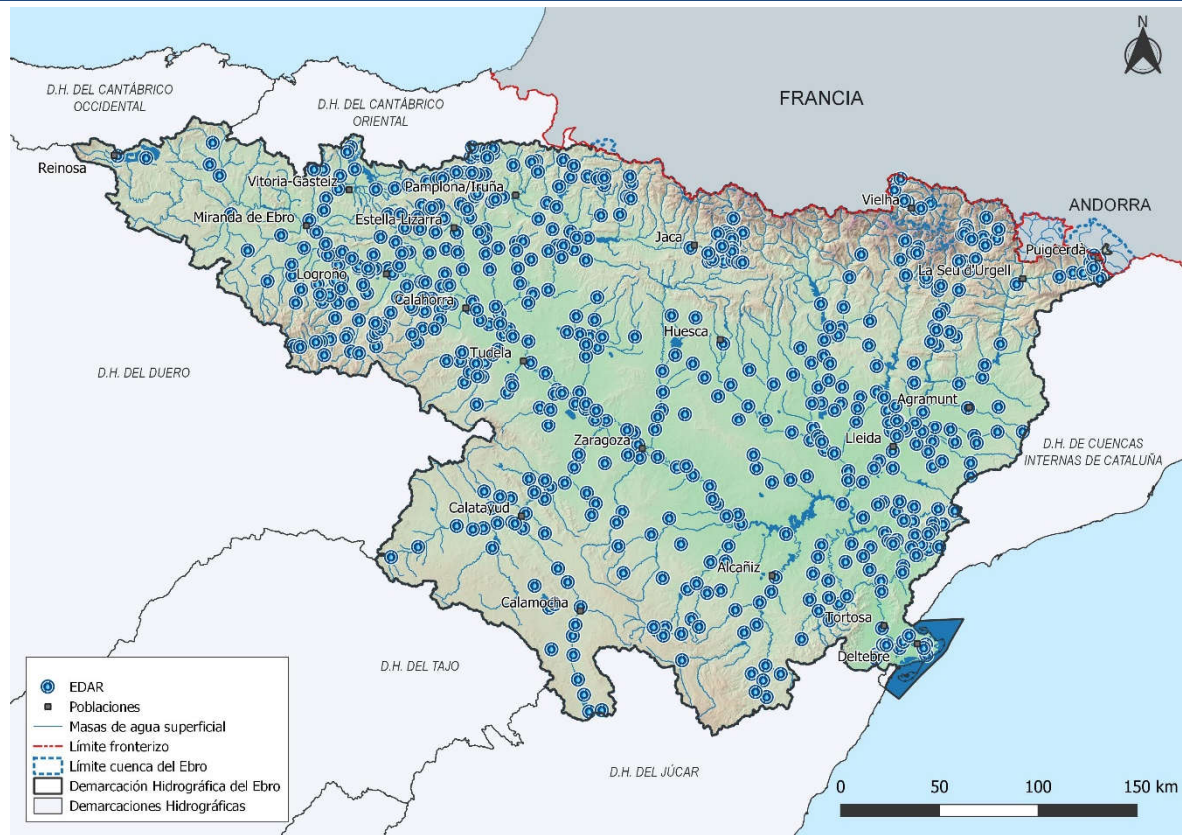 N
D.H. DEL CANTÁBRICO
OCCIDENTAL
D.H. DEL CANTÁBRICO
ORIENTAL
FRANCIA
Reinosa
Vitoria-Gasteiz
Pamplona/Iruña
Vielha
ANDORRA
Miranda de Ebro
Estella-Lizarra
Jaca
Puigcerdà
La Seu d'Urgell
Logroño
Calahorra
Huesca
Tudela
D.H. DEL DUERO
Agramunt
Zaragoza
Lleida
D.H. DE CUENCAS
INTERNAS DE CATALUÑA
Calatayud
Alcañiz
Calamocha
Tortosa
Deltebre
D.H. DEL TAJO
D.H. DEL JÚCAR
EDAR
Poblaciones
Masas de agua superficial
Límite fronterizo
Límite cuenca del Ebro
Demarcación Hidrográfica del Ebro
Demarcaciones Hidrográficas
0 50 100 150 km